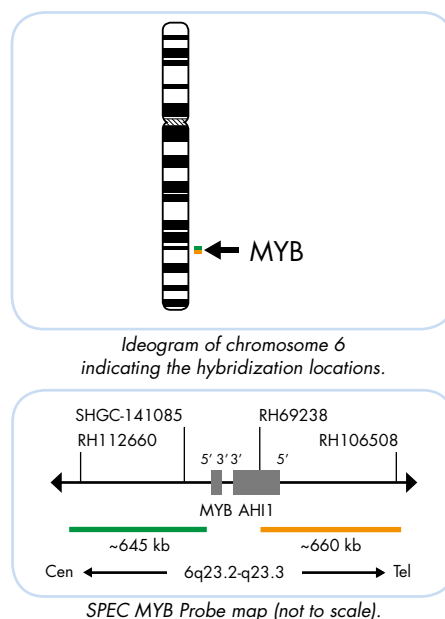 MYB
Ideogram of chromosome 6
indicating the hybridization locations.
SHGC-141085 RH69238
RH112660 RH106508
5' 3' 3' 5'
MYB AHI1
~645 kb ~660 kb
Cen 6q23.2-q23.3 Tel
SPEC MYB Probe map (not to scale).